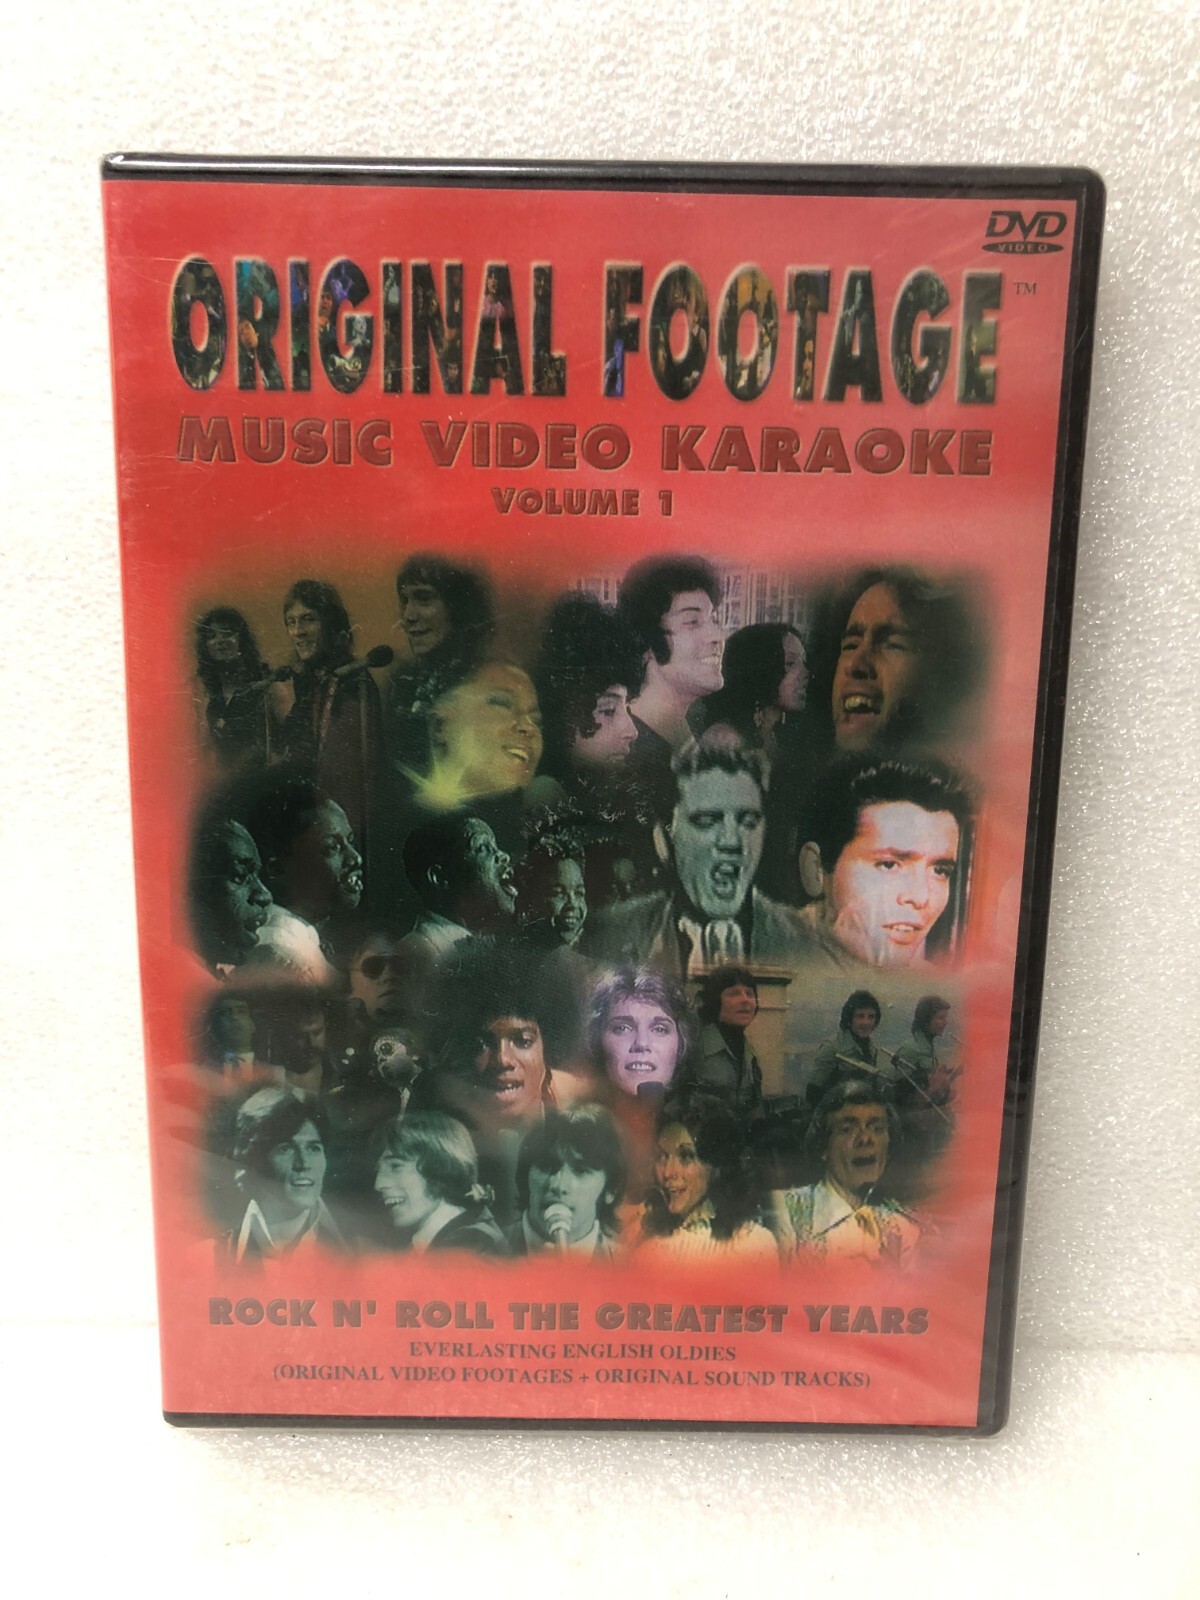 DVD
VIDEO
ORIGINAL FOOTAGE ™
MUSIC VIDEO KARAOKE
VOLUME 1
ROCK N' ROLL THE GREATEST YEARS
EVERLASTING ENGLISH OLDIES
(ORIGINAL VIDEO FOOTAGES + ORIGINAL SOUND TRACKS)